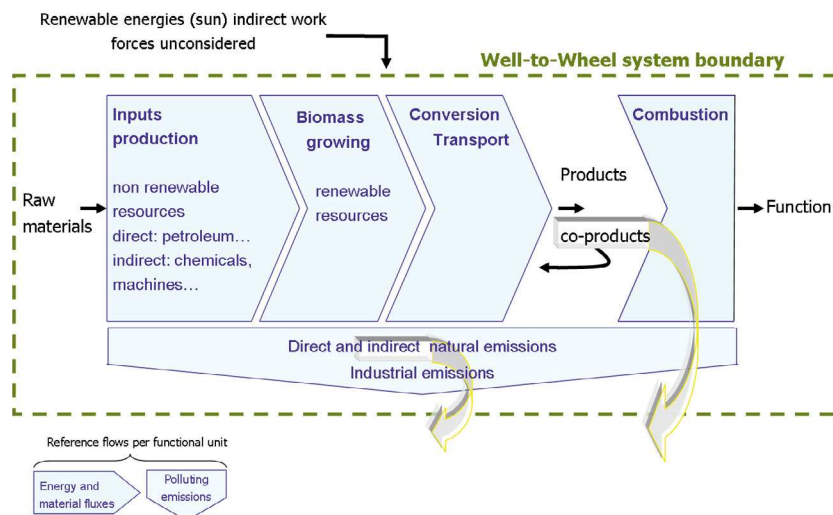 Renewable energies (sun) indirect work
forces unconsidered
Well-to-Wheel system boundary
Inputs
production
non renewable
resources
direct: petroleum…
indirect: chemicals,
machines…
Biomass
growing
renewable
resources
Conversion
Transport
Combustion
Raw
materials
Products
co-products
Function
Direct and indirect natural emissions
Industrial emissions
Reference flows per functional unit
Energy and
material fluxes
Polluting
emissions